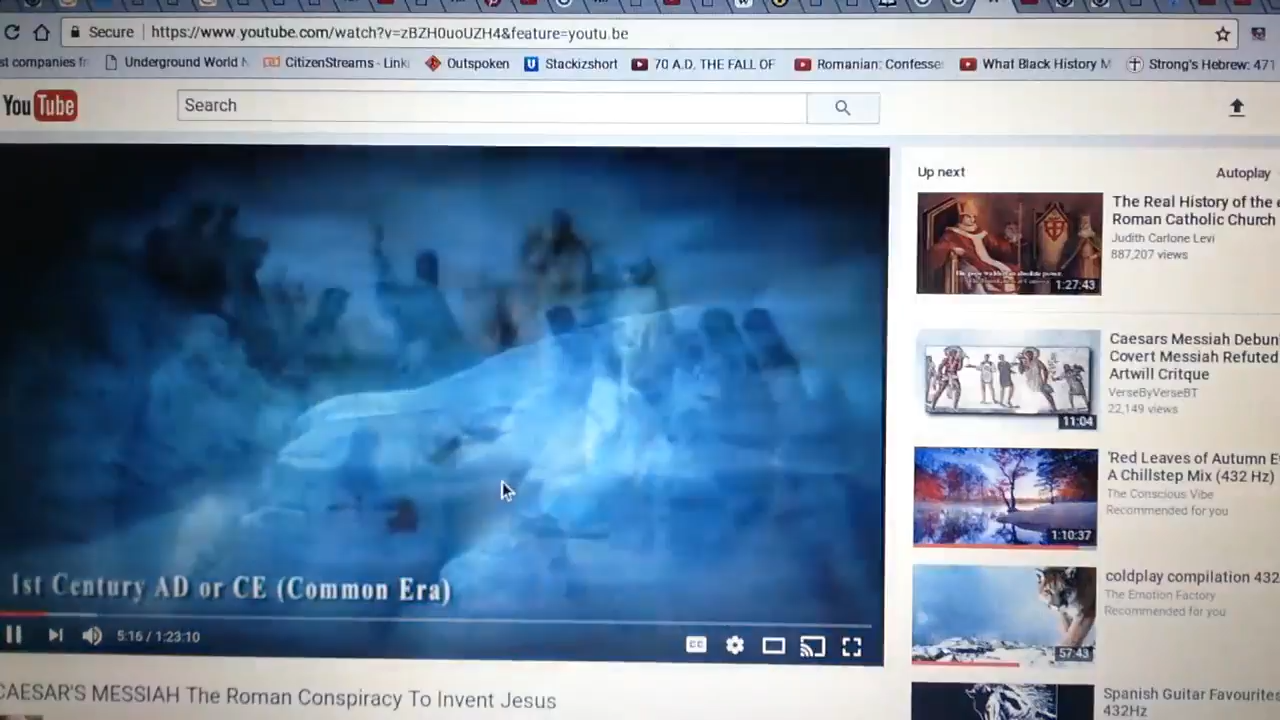 Secure
https://www.youtube.com/watch?v=zBZH0uoUZH4&feature=youtu.be
st companies fr
Underground World N
CitizenStreams - Link
Outspoken
Stackizshort
70 A.D. THE FALL OF
Romanian: Confesse
What Black History M
Strong's Hebrew: 471
YouTube
Search
1st Century AD or CE (Common Era)
5:16 / 1:23:10
CC
CAESAR'S MESSIAH The Roman Conspiracy To Invent Jesus
Up next
Autoplay
1:27:43
The Real History of the
Roman Catholic Church
Judith Carlone Levi
887,207 views
11:04
Caesars Messiah Debun
Covert Messiah Refuted
Artwill Critque
VerseByVerseBT
22,149 views
1:10:37
'Red Leaves of Autumn E
A Chillstep Mix (432 Hz)
The Conscious Vibe
Recommended for you
57:43
coldplay compilation 432
The Emotion Factory
Recommended for you
Spanish Guitar Favourites
432Hz